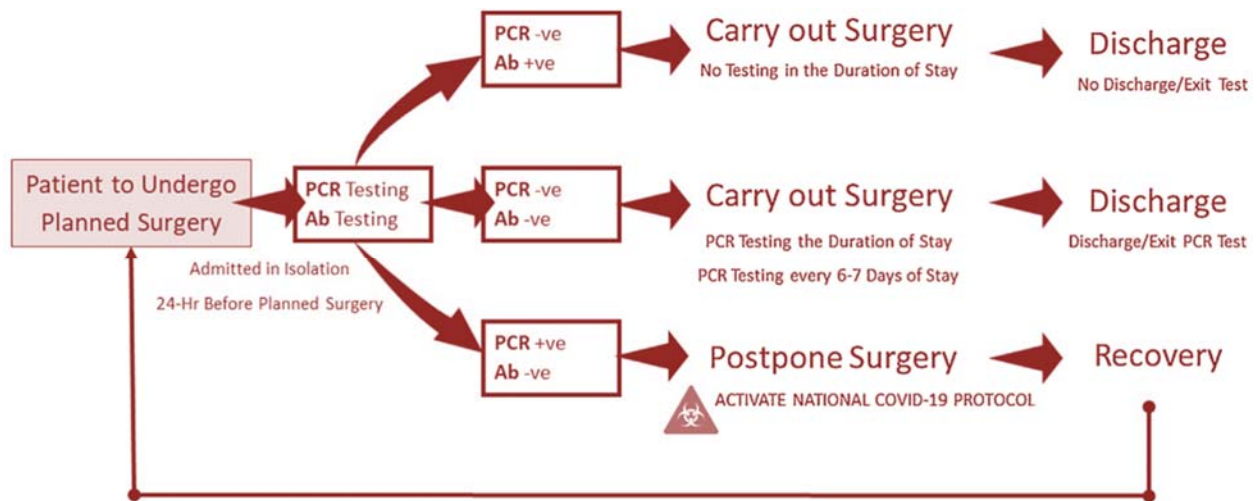 PCR -ve
Ab +ve
Carry out Surgery
No Testing in the Duration of Stay
Discharge
No Discharge/Exit Test
Patient to Undergo
Planned Surgery
PCR Testing
Ab Testing
Admitted in Isolation
24-Hr Before Planned Surgery
PCR -ve
Ab -ve
Carry out Surgery
PCR Testing the Duration of Stay
PCR Testing every 6-7 Days of Stay
Discharge
Discharge/Exit PCR Test
PCR +ve
Ab -ve
Postpone Surgery
ACTIVATE NATIONAL COVID-19 PROTOCOL
Recovery